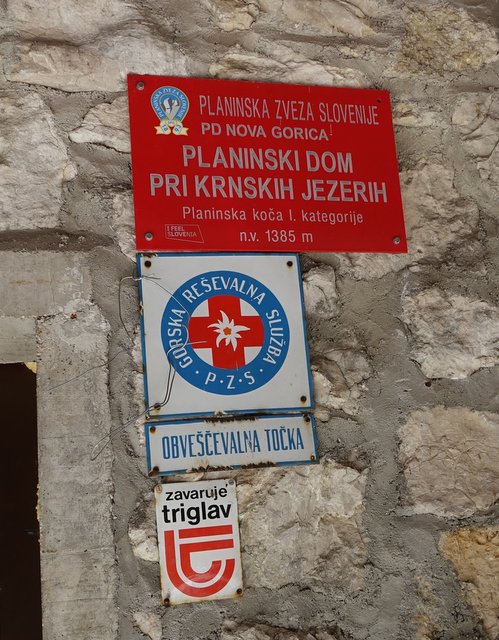 PLANINSKA ZVEZA SLOVENIJE
PD NOVA GORICA
PLANINSKI DOM
PRI KRNSKIH JEZERIH
Planinska koča I. kategorije
n.v. 1385 m
I FEEL
SLOVENIA
GORSKA REŠEVALNA SLUŽBA
· P · Z · S ·
OBVEŠČEVALNA TOČKA
zavaruje
triglav